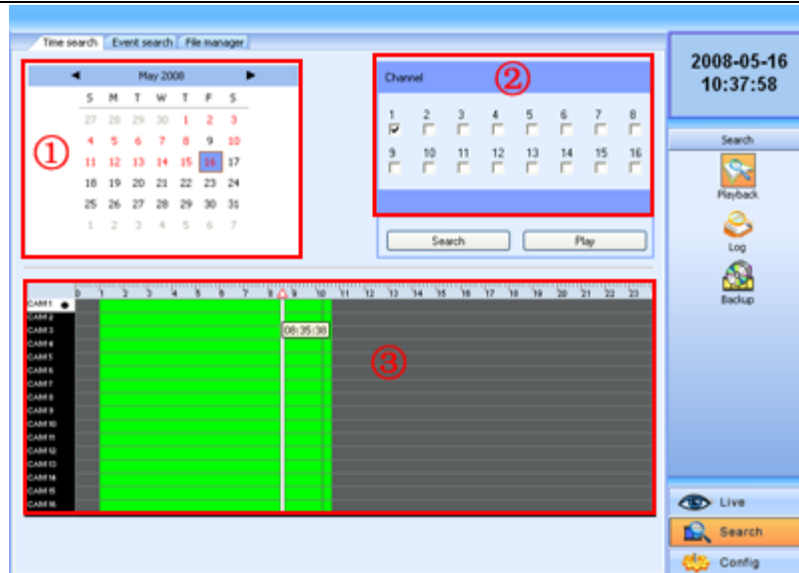 Time search Event search File manager
May 2008
S M T W T F S
27 28 29 30 1 2 3
4 5 6 7 8 9 10
11 12 13 14 15 16 17
18 19 20 21 22 23 24
25 26 27 28 29 30 31
1 2 3 4 5 6 7
①
Channel
②
1 2 3 4 5 6 7 8
9 10 11 12 13 14 15 16
Search Play
2008-05-16
10:37:58
Search
Playback
Log
Backup
0 1 2 3 4 5 6 7 8 9 10 11 12 13 14 15 16 17 18 19 20 21 22 23
CAM1
CAM2
CAM3
CAM4
CAM5
CAM6
CAM7
CAM8
CAM9
CAM10
CAM11
CAM12
CAM13
CAM14
CAM15
CAM16
08:35:38
③
Live
Search
Config